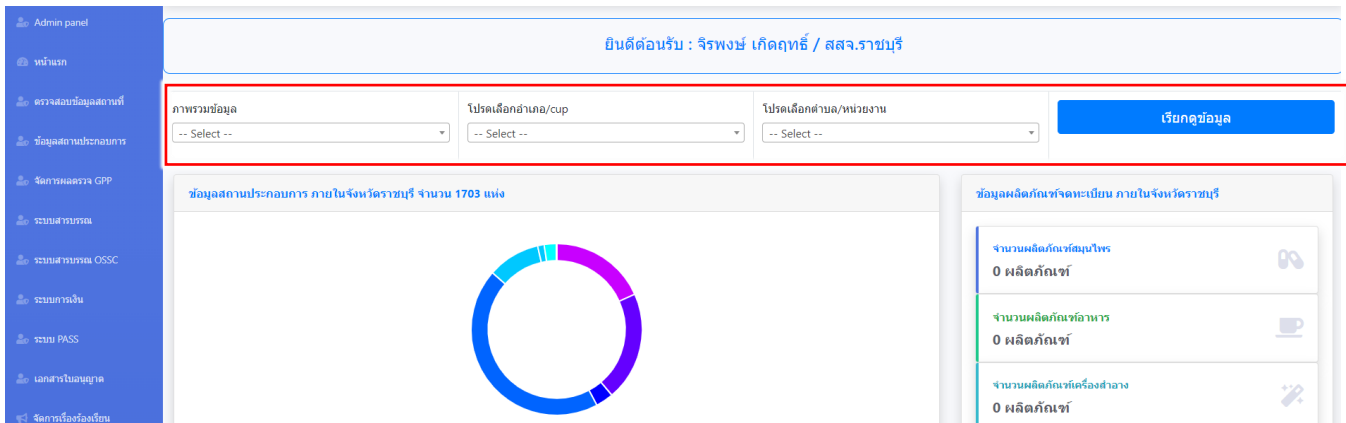 Admin panel
หน้าแรก
ตรวจสอบข้อมูลสถานที่
ข้อมูลสถานประกอบการ
จัดการผลตรวจ GPP
ระบบสารบรรณ
ระบบสารบรรณ OSSC
ระบบการเงิน
ระบบ PASS
เอกสารใบอนุญาต
จัดการเรื่องร้องเรียน
ยินดีต้อนรับ : จิรพงษ์ เกิดฤทธิ์ / สสจ.ราชบุรี
ภาพรวมข้อมูล
-- Select --
โปรดเลือกอำเภอ/cup
-- Select --
โปรดเลือกตำบล/หน่วยงาน
-- Select --
เรียกดูข้อมูล
ข้อมูลสถานประกอบการ ภายในจังหวัดราชบุรี จำนวน 1703 แห่ง
ข้อมูลผลิตภัณฑ์จดทะเบียน ภายในจังหวัดราชบุรี
จำนวนผลิตภัณฑ์สมุนไพร
0 ผลิตภัณฑ์
จำนวนผลิตภัณฑ์อาหาร
0 ผลิตภัณฑ์
จำนวนผลิตภัณฑ์เครื่องสำอาง
0 ผลิตภัณฑ์